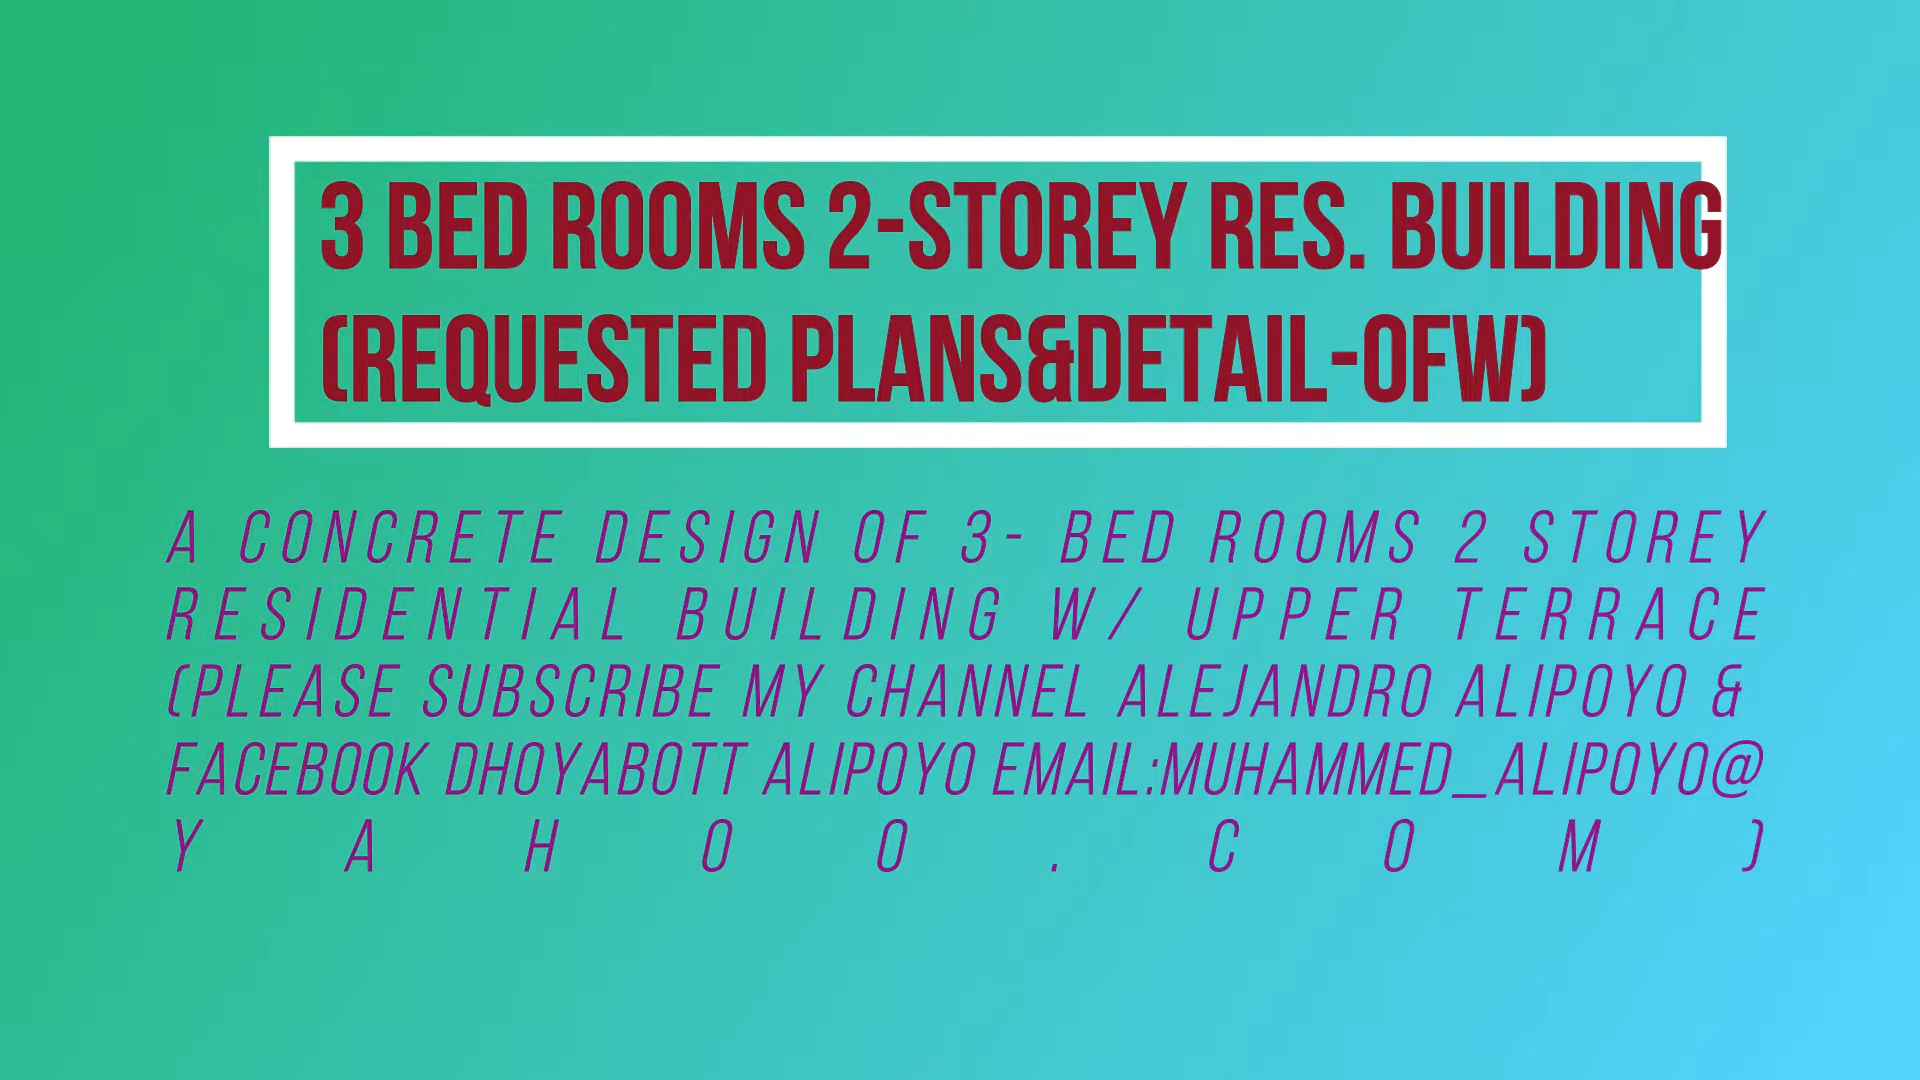 3 BED ROOMS 2-STOREY RES. BUILDING
(REQUESTED PLANS&DETAIL-OFW)
A CONCRETE DESIGN OF 3- BED ROOMS 2 STOREY
RESIDENTIAL BUILDING W/ UPPER TERRACE
(PLEASE SUBSCRIBE MY CHANNEL ALEJANDRO ALIPOYO &
FACEBOOK DHOYABOTT ALIPOYO EMAIL:MUHAMMED_ALIPOYO@
YAHOO.COM)